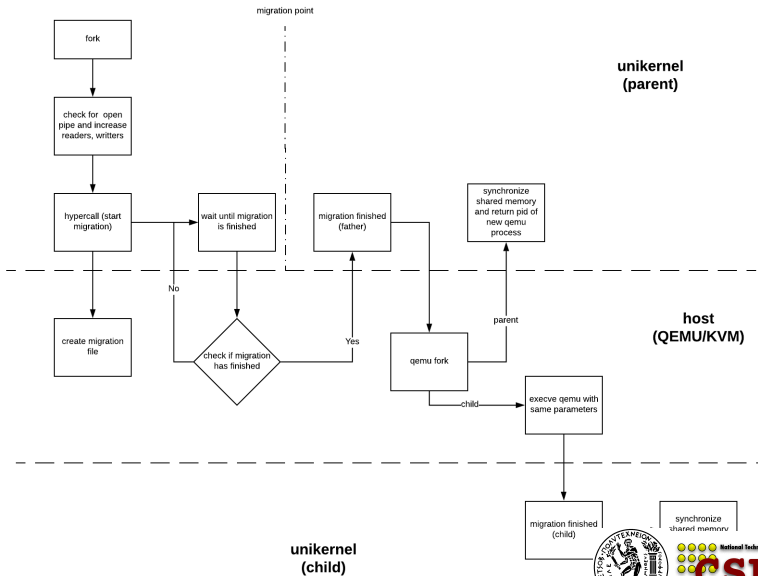 migration point
fork
unikernel
(parent)
check for open
pipe and increase
readers, writters
hypercall (start
migration)
wait until migration
is finished
migration finished
(father)
synchronize
shared memory
and return pid of
new qemu
process
No
Yes
parent
host
(QEMU/KVM)
create migration
file
check if migration
has finished
qemu fork
child
execve qemu with
same parameters
migration finished
(child)
synchronize
shared memory
unikernel
(child)
National